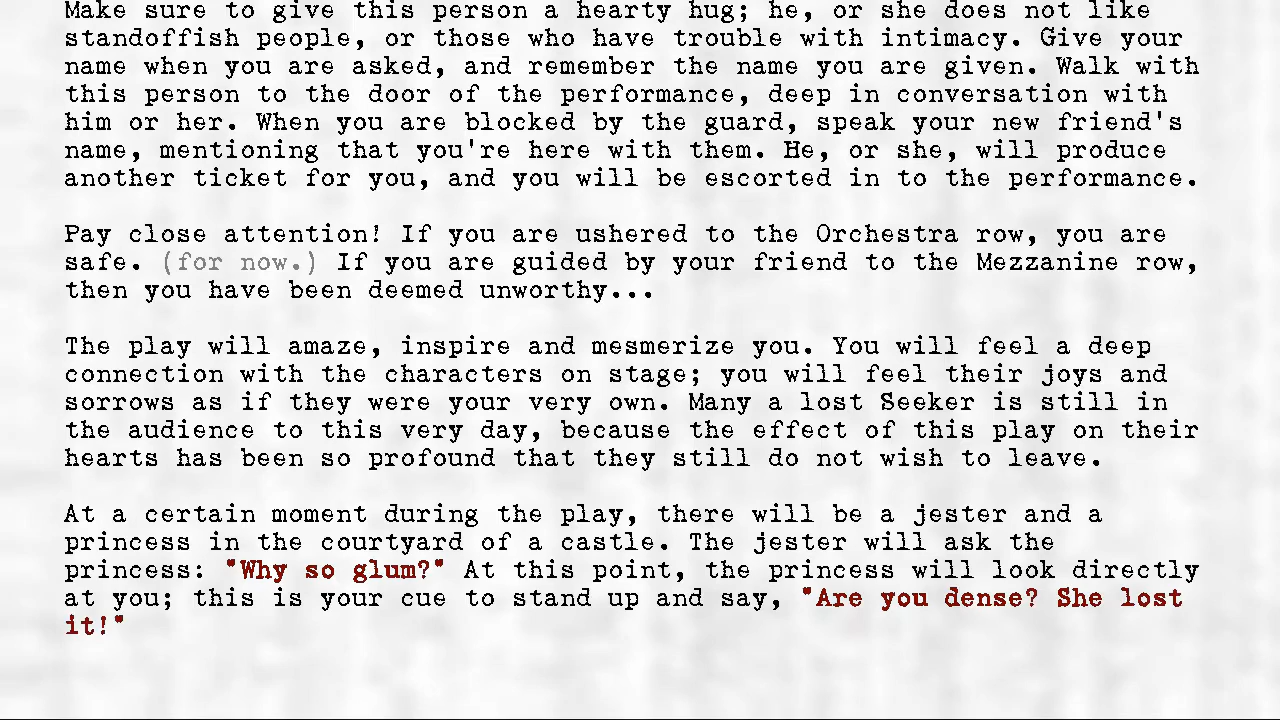 Make sure to give this person a hearty hug; he, or she does not like
standoffish people, or those who have trouble with intimacy. Give your
name when you are asked, and remember the name you are given. Walk with
this person to the door of the performance, deep in conversation with
him or her. When you are blocked by the guard, speak your new friend's
name, mentioning that you're here with them. He, or she, will produce
another ticket for you, and you will be escorted in to the performance.
Pay close attention! If you are ushered to the Orchestra row, you are
safe. (for now.) If you are guided by your friend to the Mezzanine row,
then you have been deemed unworthy...
The play will amaze, inspire and mesmerize you. You will feel a deep
connection with the characters on stage; you will feel their joys and
sorrows as if they were your very own. Many a lost Seeker is still in
the audience to this very day, because the effect of this play on their
hearts has been so profound that they still do not wish to leave.
At a certain moment during the play, there will be a jester and a
princess in the courtyard of a castle. The jester will ask the
princess: "Why so glum?" At this point, the princess will look directly
at you; this is your cue to stand up and say, "Are you dense? She lost
it!"